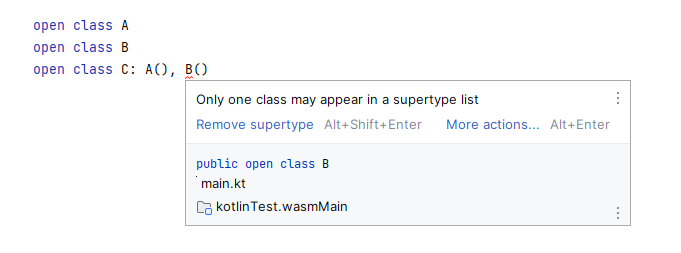 open class A
open class B
open class C: A(), B()
Only one class may appear in a supertype list
Remove supertype Alt+Shift+Enter More actions... Alt+Enter
public open class B
main.kt
kotlinTest.wasmMain